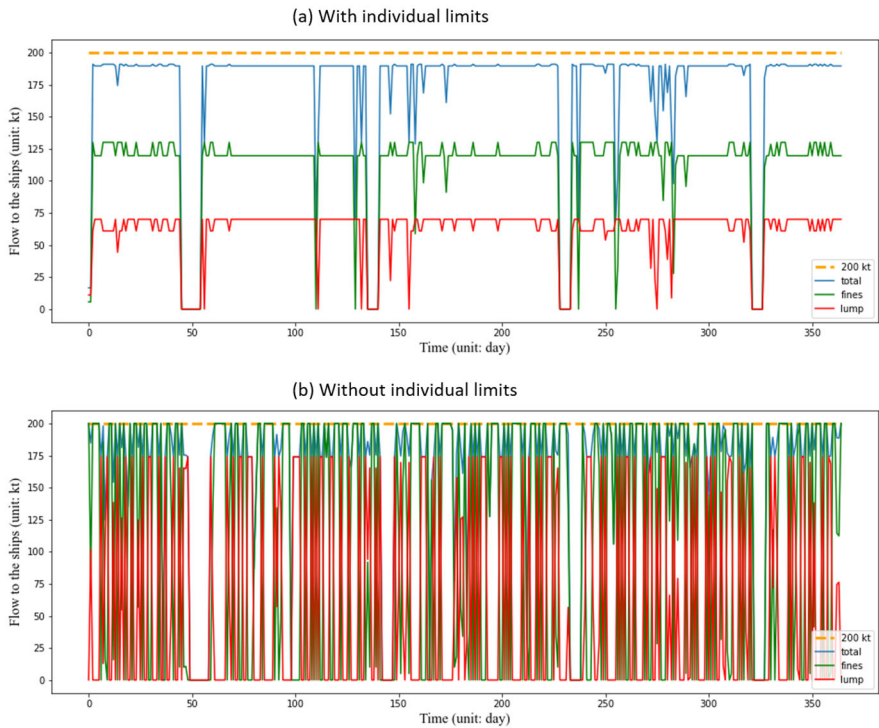 (a) With individual limits
200
175
150
125
100
75
50
25
0
Flow to the ships (unit: kt)
0 50 100 150 200 250 300 350
Time (unit: day)
200 kt
total
fines
lump
(b) Without individual limits
200
175
150
125
100
75
50
25
0
Flow to the ships (unit: kt)
0 50 100 150 200 250 300 350
Time (unit: day)
200 kt
total
fines
lump